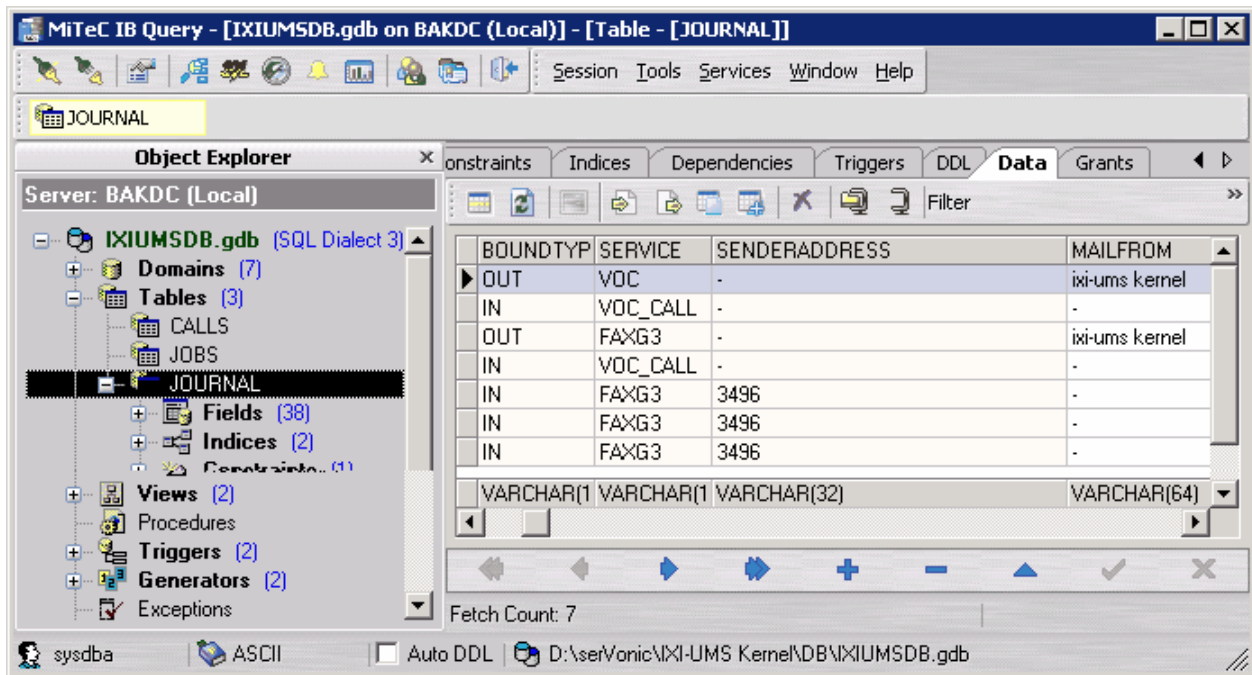 MiTeC IB Query - [IXIUMSDB.gdb on BAKDC (Local)] - [Table - [JOURNAL]]
Session Tools Services Window Help
JOURNAL
Object Explorer
Server: BAKDC (Local)
IXIUMSDB.gdb (SQL Dialect 3)
Domains (7)
Tables (3)
CALLS
JOBS
JOURNAL
Fields (38)
Indices (2)
Constraints (1)
Views (2)
Procedures
Triggers (2)
Generators (2)
Exceptions
onstraints Indices Dependencies Triggers DDL Data Grants
Filter
BOUNDTYP SERVICE SENDERADDRESS MAILFROM
OUT VOC - ixi-ums kernel
IN VOC_CALL - -
OUT FAXG3 - ixi-ums kernel
IN VOC_CALL - -
IN FAXG3 3496 -
IN FAXG3 3496 -
IN FAXG3 3496 -
VARCHAR(1 VARCHAR(1 VARCHAR(32) VARCHAR(64)
Fetch Count: 7
sysdba ASCII Auto DDL D:\serVonic\IXI-UMS Kernel\DB\IXIUMSDB.gdb